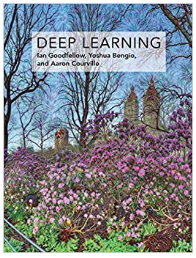 DEEP LEARNING
Ian Goodfellow, Yoshua Bengio,
and Aaron Courville